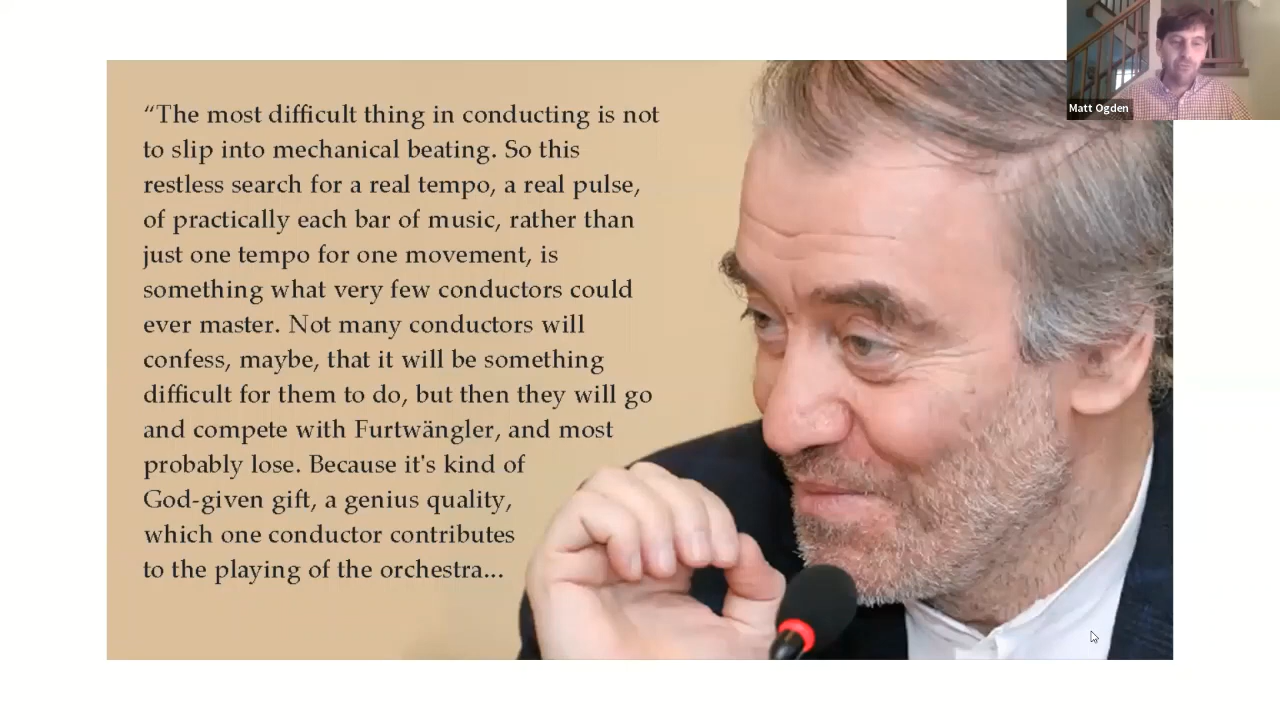 “The most difficult thing in conducting is not
to slip into mechanical beating. So this
restless search for a real tempo, a real pulse,
of practically each bar of music, rather than
just one tempo for one movement, is
something what very few conductors could
ever master. Not many conductors will
confess, maybe, that it will be something
difficult for them to do, but then they will go
and compete with Furtwängler, and most
probably lose. Because it's kind of
God-given gift, a genius quality,
which one conductor contributes
to the playing of the orchestra...
Matt Ogden